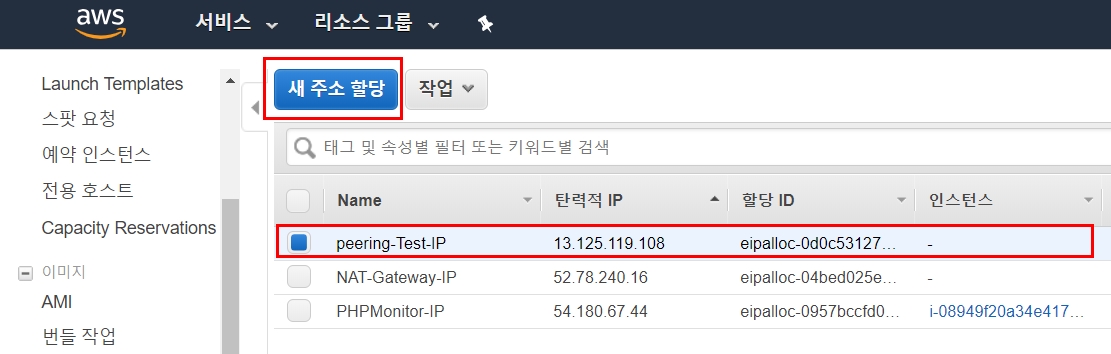 aws 서비스 리소스 그룹
Launch Templates
스팟 요청
예약 인스턴스
전용 호스트
Capacity Reservations
이미지
AMI
번들 작업
새 주소 할당 작업
태그 및 속성별 필터 또는 키워드별 검색
Name 탄력적 IP 할당 ID 인스턴스
peering-Test-IP 13.125.119.108 eipalloc-0d0c53127... -
NAT-Gateway-IP 52.78.240.16 eipalloc-04bed025e... -
PHPMonitor-IP 54.180.67.44 eipalloc-0957bccfd0... i-08949f20a34e417...